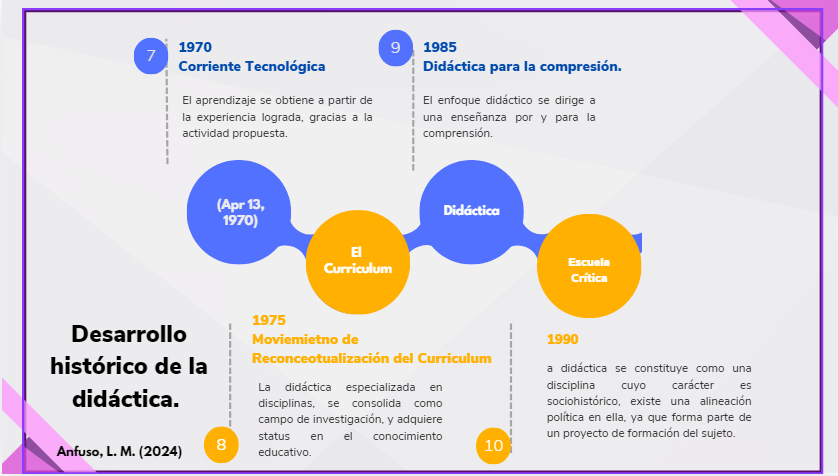 7
1970
Corriente Tecnológica
El aprendizaje se obtiene a partir de
la experiencia lograda, gracias a la
actividad propuesta.
9
1985
Didáctica para la compresión.
El enfoque didáctico se dirige a
una enseñanza por y para la
comprensión.
(Apr 13,
1970)
El
Curriculum
Didáctica
Escuela
Crítica
Desarrollo
histórico de la
didáctica.
Anfuso, L. M. (2024)
8
1975
Moviemietno de
Reconceotualización del Curriculum
La didáctica especializada en
disciplinas, se consolida como
campo de investigación, y adquiere
status en el conocimiento
educativo.
10
1990
a didáctica se constituye como una
disciplina cuyo carácter es
sociohistórico, existe una alineación
política en ella, ya que forma parte de
un proyecto de formación del sujeto.